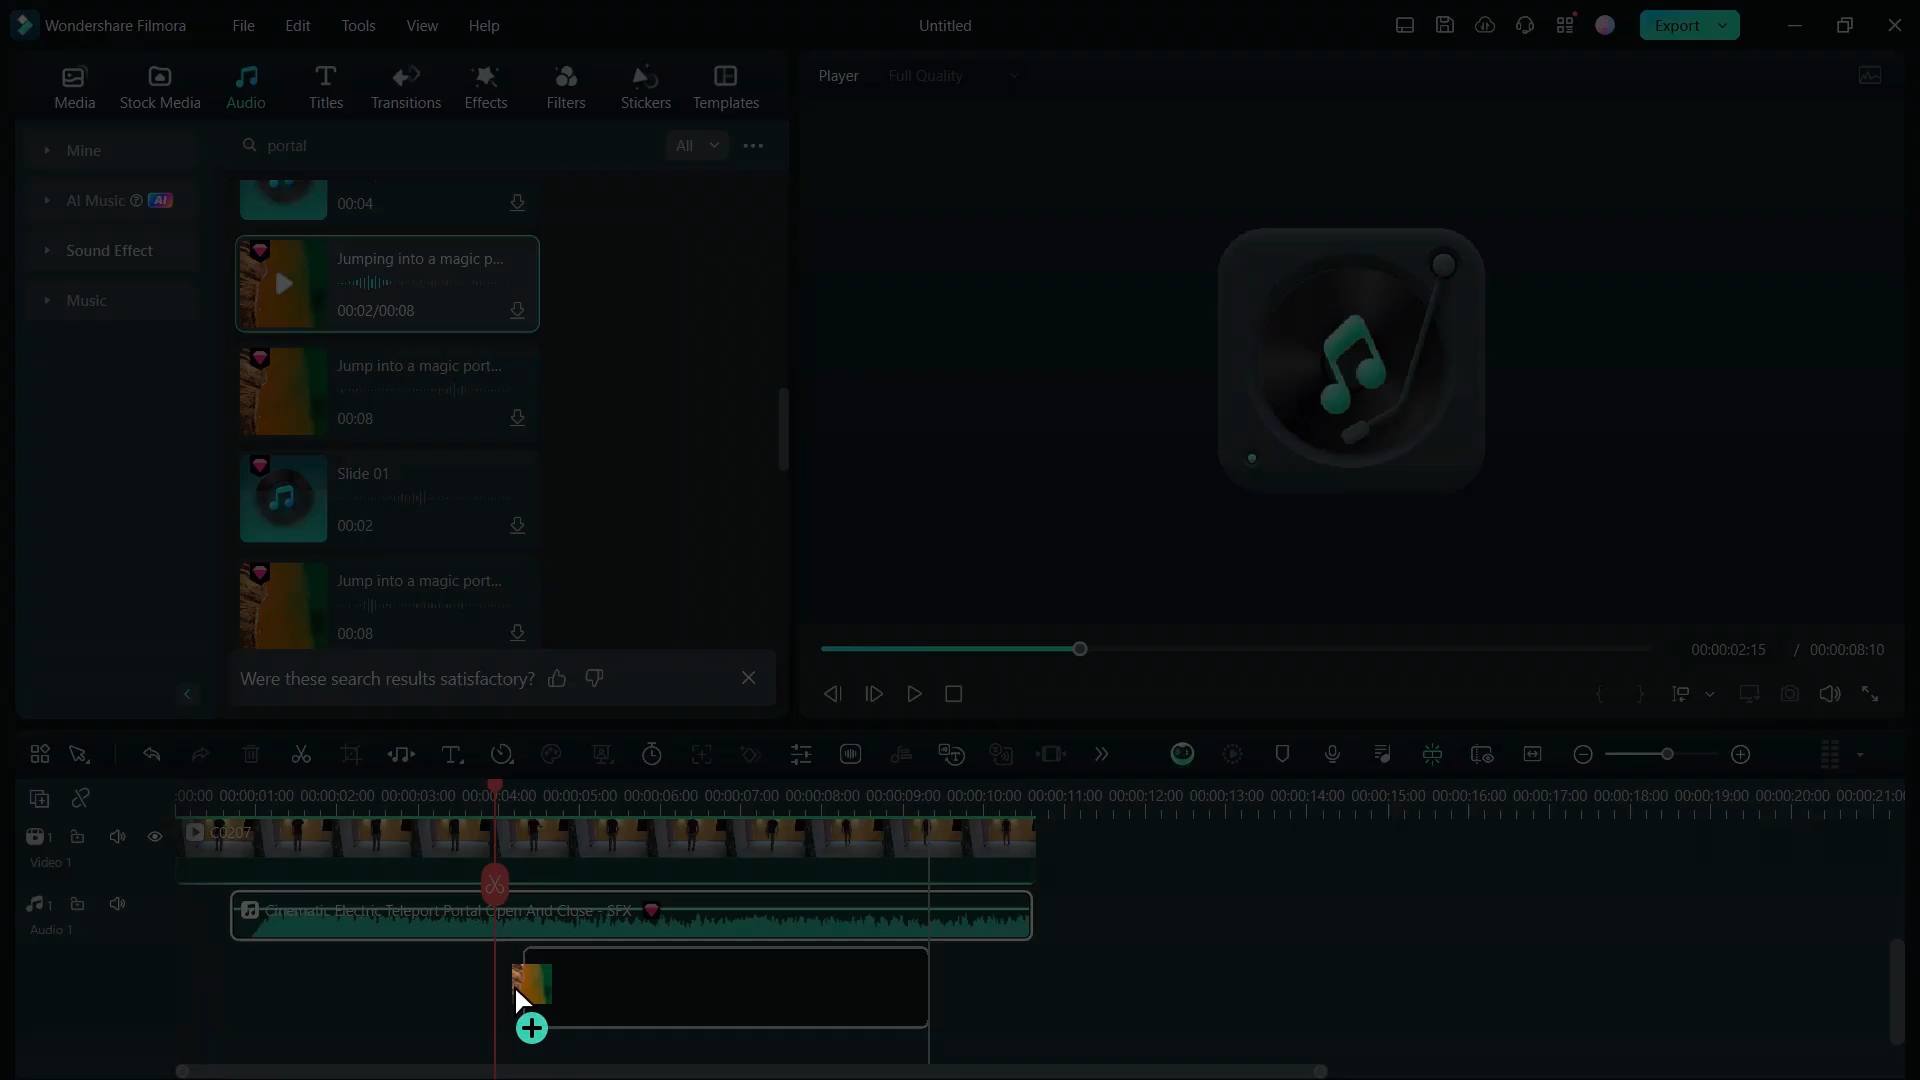 Wondershare Filmora
File
Edit
Tools
View
Help
Untitled
Export
Media
Stock Media
Audio
Titles
Transitions
Effects
Filters
Stickers
Templates
Player
Full Quality
Mine
AI Music
AI
Sound Effect
Music
portal
All
00:04
Jumping into a magic p...
00:02/00:08
Jump into a magic port...
00:08
Slide 01
00:02
Jump into a magic port...
00:08
Were these search results satisfactory?
00:00:02:15
/
00:00:08:10
:00:00 00:00:01:00 00:00:02:00 00:00:03:00 00:00:04:00 00:00:05:00 00:00:06:00 00:00:07:00 00:00:08:00 00:00:09:00 00:00:10:00 00:00:11:00 00:00:12:00 00:00:13:00 00:00:14:00 00:00:15:00 00:00:16:00 00:00:17:00 00:00:18:00 00:00:19:00 00:00:20:00 00:00:21:0
1
Video 1
C0207
1
Audio 1
Cinematic Electric Teleport Portal Open And Close - SFX